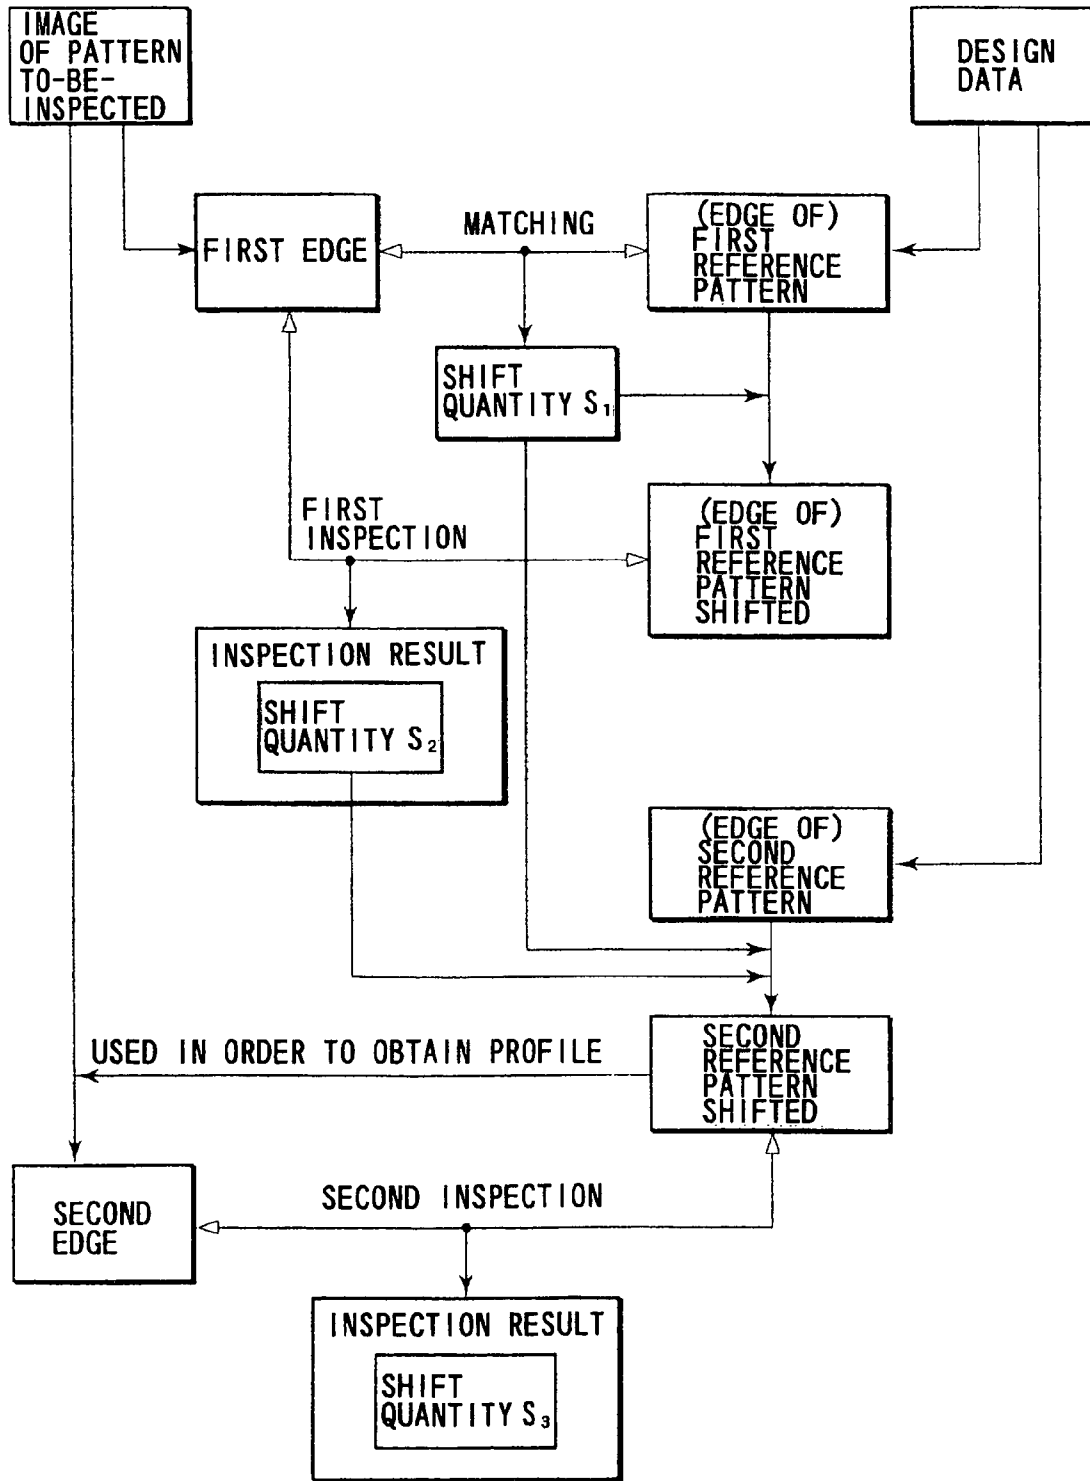 IMAGE
OF PATTERN
TO-BE-
INSPECTED
DESIGN
DATA
FIRST EDGE
MATCHING
(EDGE OF)
FIRST
REFERENCE
PATTERN
SHIFT
QUANTITY S₁
FIRST
INSPECTION
(EDGE OF)
FIRST
REFERENCE
PATTERN
SHIFTED
INSPECTION RESULT
SHIFT
QUANTITY S₂
(EDGE OF)
SECOND
REFERENCE
PATTERN
USED IN ORDER TO OBTAIN PROFILE
SECOND
REFERENCE
PATTERN
SHIFTED
SECOND
EDGE
SECOND INSPECTION
INSPECTION RESULT
SHIFT
QUANTITY S₃